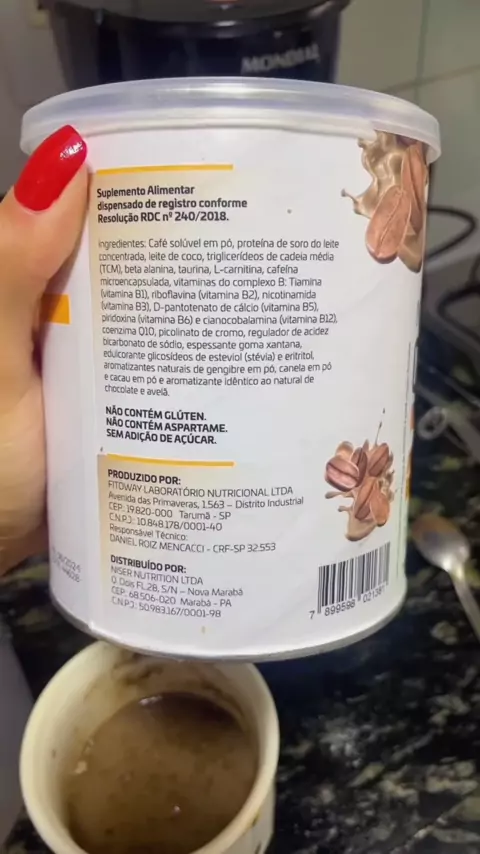 MONDIAL
Suplemento Alimentar
dispensado de registro conforme
Resolução RDC nº 240/2018.
Ingredientes: Café solúvel em pó, proteína de soro do leite
concentrada, leite de coco, triglicerídeos de cadeia média
(TCM), beta alanina, taurina, L-carnitina, cafeína
microencapsulada, vitaminas do complexo B: Tiamina
(vitamina B1), riboflavina (vitamina B2), nicotinamida
(vitamina B3), D-pantotenato de cálcio (vitamina B5),
piridoxina (vitamina B6) e cianocobalamina (vitamina B12),
coenzima Q10, picolinato de cromo, regulador de acidez
bicarbonato de sódio, espessante goma xantana,
edulcorante glicosídeos de esteviol (stévia) e eritritol,
aromatizantes naturais de gengibre em pó, canela em pó
e cacau em pó e aromatizante idêntico ao natural de
chocolate e avelã.
NÃO CONTÉM GLÚTEN.
NÃO CONTÉM ASPARTAME.
SEM ADIÇÃO DE AÇÚCAR.
PRODUZIDO POR:
FITOWAY LABORATÓRIO NUTRICIONAL LTDA
Avenida das Primaveras, 1.563 – Distrito Industrial
CEP: 19.820-000 Tarumã - SP
C.N.P.J.: 10.848.178/0001-40
Responsável Técnico:
DANIEL ROIZ MENCACCI - CRF-SP 32.553
DISTRIBUÍDO POR:
NISER NUTRITION LTDA
Q. Dois FL.28, S/N – Nova Marabá
CEP: 68.506-020 Marabá - PA
C.N.P.J.: 50.983.167/0001-98
7 899598 021381